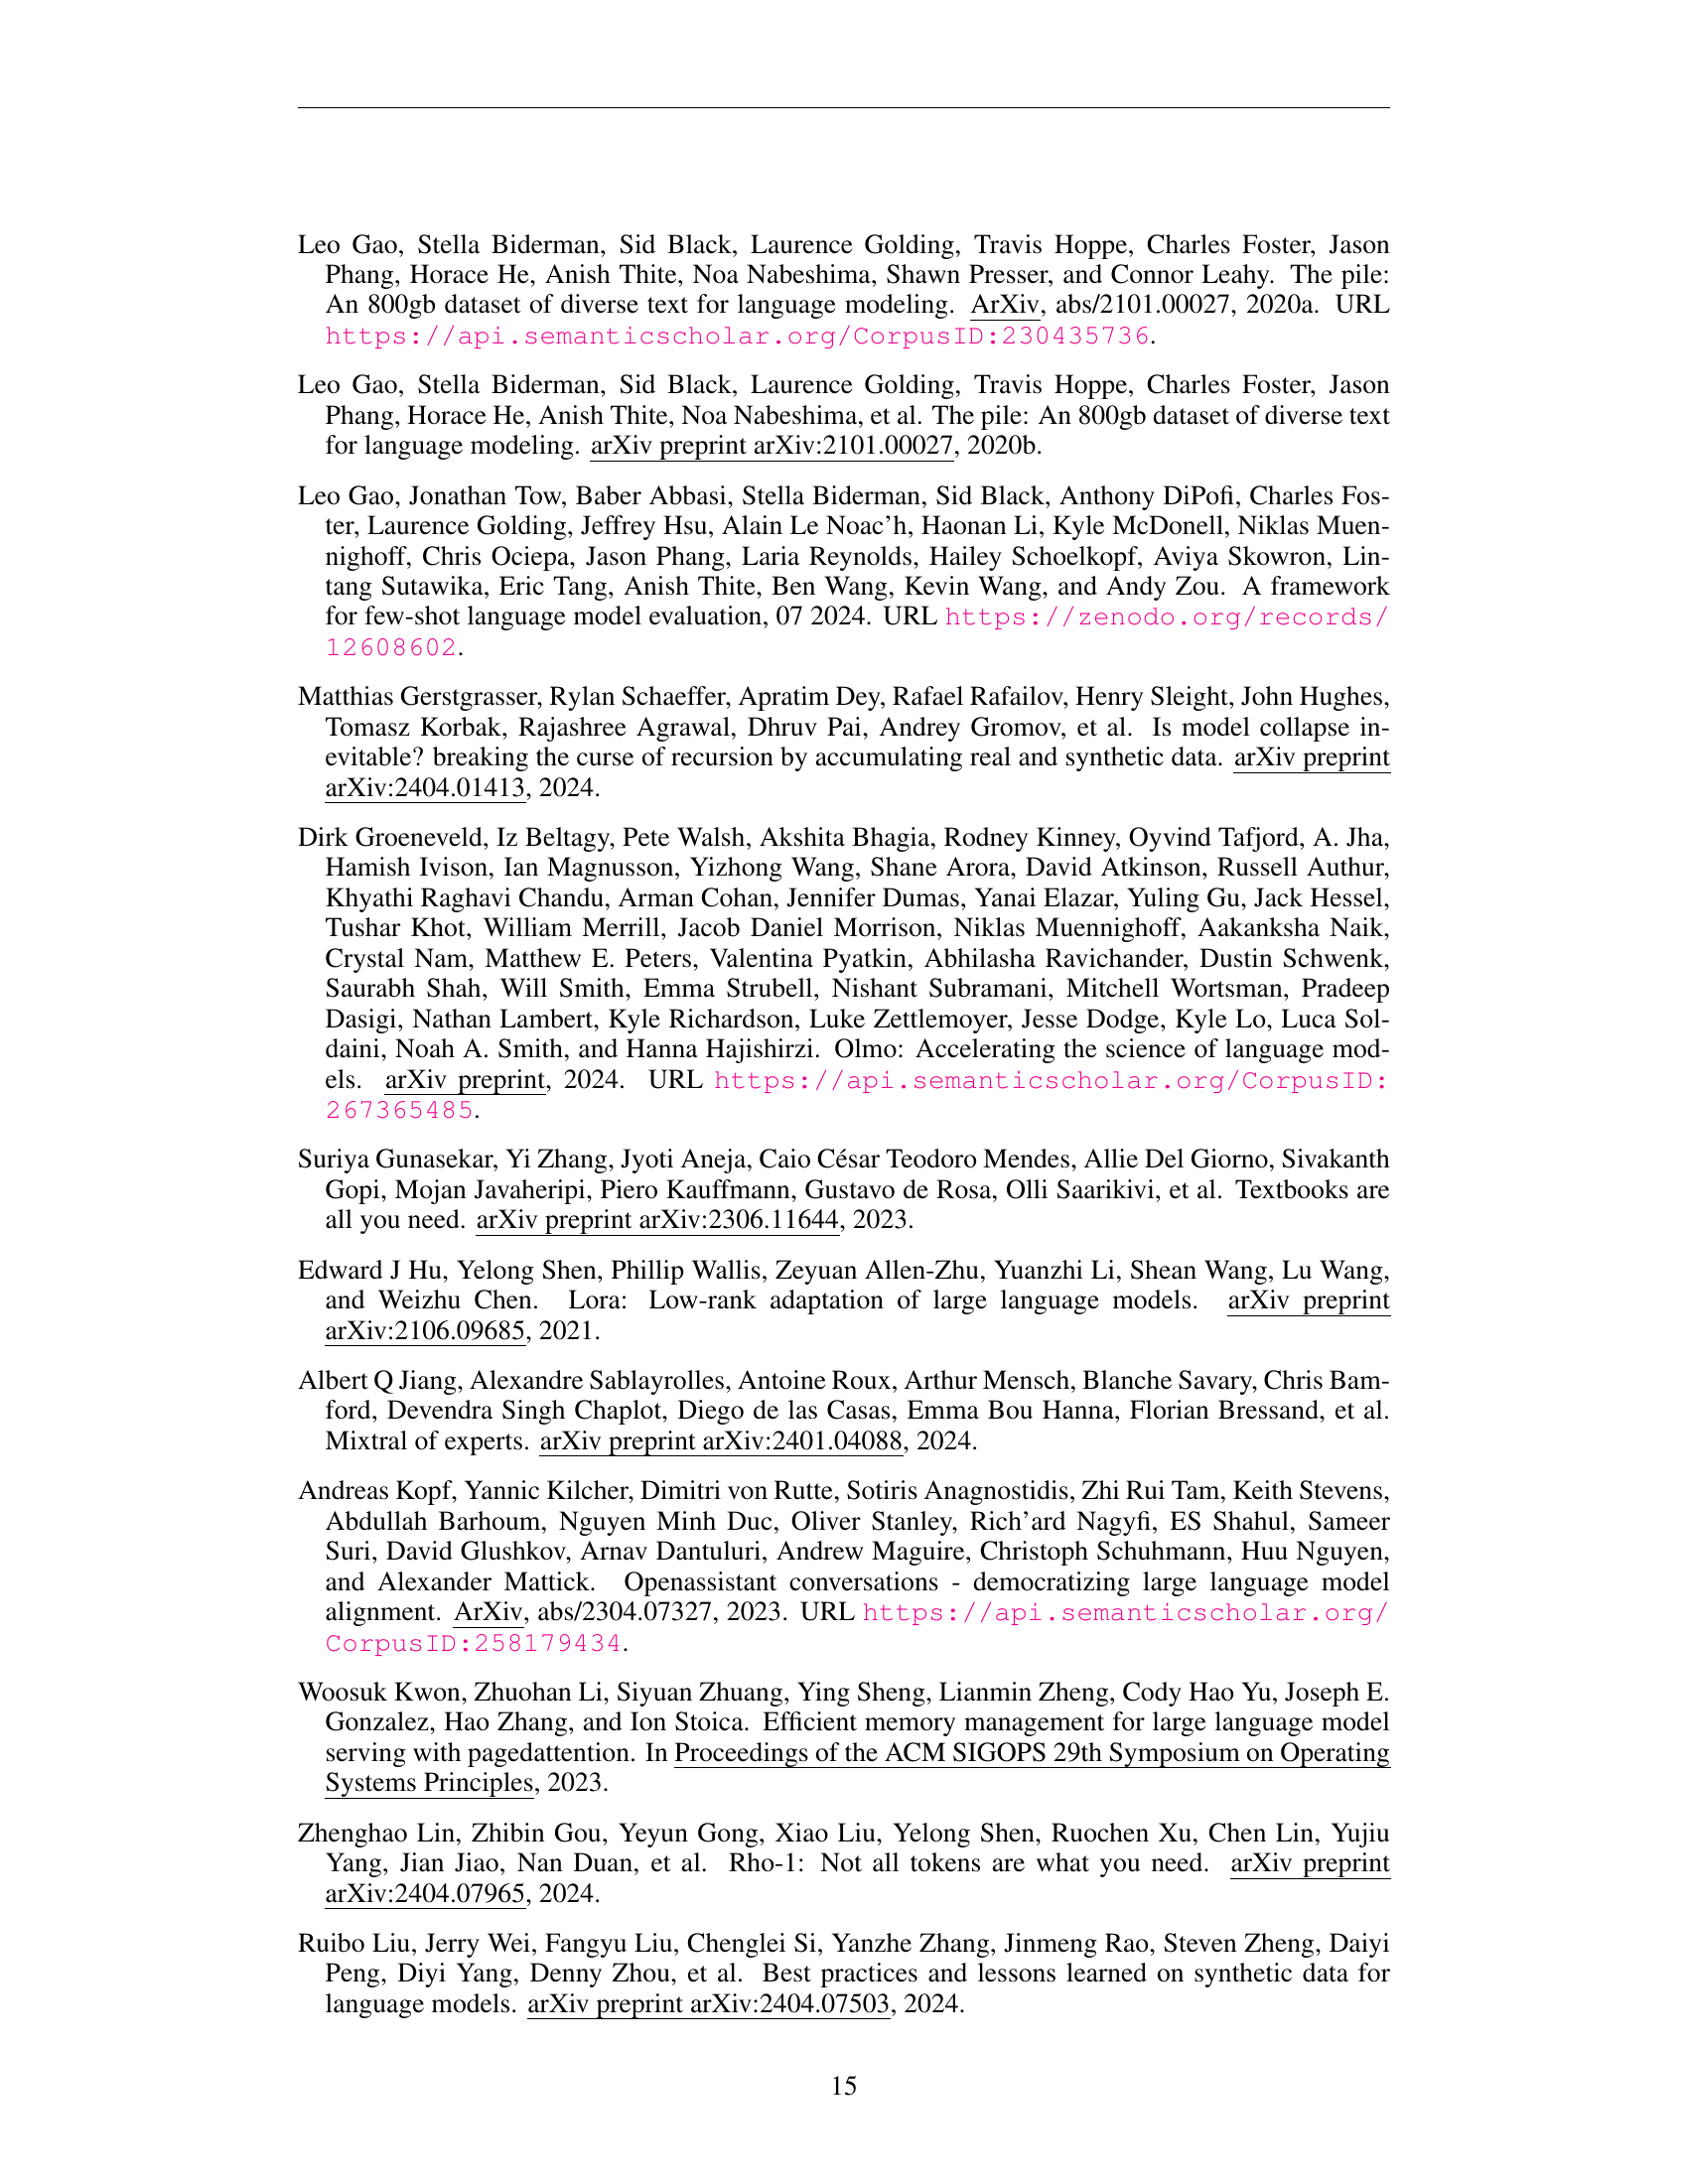 Leo Gao, Stella Biderman, Sid Black, Laurence Golding, Travis Hoppe, Charles Foster, Jason
Phang, Horace He, Anish Thite, Noa Nabeshima, Shawn Presser, and Connor Leahy. The pile:
An 800gb dataset of diverse text for language modeling. ArXiv, abs/2101.00027, 2020a. URL
https://api.semanticscholar.org/CorpusID:230435736.
Leo Gao, Stella Biderman, Sid Black, Laurence Golding, Travis Hoppe, Charles Foster, Jason
Phang, Horace He, Anish Thite, Noa Nabeshima, et al. The pile: An 800gb dataset of diverse text
for language modeling. arXiv preprint arXiv:2101.00027, 2020b.
Leo Gao, Jonathan Tow, Baber Abbasi, Stella Biderman, Sid Black, Anthony DiPofi, Charles Fos-
ter, Laurence Golding, Jeffrey Hsu, Alain Le Noac'h, Haonan Li, Kyle McDonell, Niklas Muen-
nighoff, Chris Ociepa, Jason Phang, Laria Reynolds, Hailey Schoelkopf, Aviya Skowron, Lin-
tang Sutawika, Eric Tang, Anish Thite, Ben Wang, Kevin Wang, and Andy Zou. A framework
for few-shot language model evaluation, 07 2024. URL https://zenodo.org/records/
12608602.
Matthias Gerstgrasser, Rylan Schaeffer, Apratim Dey, Rafael Rafailov, Henry Sleight, John Hughes,
Tomasz Korbak, Rajashree Agrawal, Dhruv Pai, Andrey Gromov, et al. Is model collapse in-
evitable? breaking the curse of recursion by accumulating real and synthetic data. arXiv preprint
arXiv:2404.01413, 2024.
Dirk Groeneveld, Iz Beltagy, Pete Walsh, Akshita Bhagia, Rodney Kinney, Oyvind Tafjord, A. Jha,
Hamish Ivison, Ian Magnusson, Yizhong Wang, Shane Arora, David Atkinson, Russell Authur,
Khyathi Raghavi Chandu, Arman Cohan, Jennifer Dumas, Yanai Elazar, Yuling Gu, Jack Hessel,
Tushar Khot, William Merrill, Jacob Daniel Morrison, Niklas Muennighoff, Aakanksha Naik,
Crystal Nam, Matthew E. Peters, Valentina Pyatkin, Abhilasha Ravichander, Dustin Schwenk,
Saurabh Shah, Will Smith, Emma Strubell, Nishant Subramani, Mitchell Wortsman, Pradeep
Dasigi, Nathan Lambert, Kyle Richardson, Luke Zettlemoyer, Jesse Dodge, Kyle Lo, Luca Sol-
daini, Noah A. Smith, and Hanna Hajishirzi. Olmo: Accelerating the science of language mod-
els. arXiv preprint, 2024. URL https://api.semanticscholar.org/CorpusID:
267365485.
Suriya Gunasekar, Yi Zhang, Jyoti Aneja, Caio César Teodoro Mendes, Allie Del Giorno, Sivakanth
Gopi, Mojan Javaheripi, Piero Kauffmann, Gustavo de Rosa, Olli Saarikivi, et al. Textbooks are
all you need. arXiv preprint arXiv:2306.11644, 2023.
Edward J Hu, Yelong Shen, Phillip Wallis, Zeyuan Allen-Zhu, Yuanzhi Li, Shean Wang, Lu Wang,
and Weizhu Chen. Lora: Low-rank adaptation of large language models. arXiv preprint
arXiv:2106.09685, 2021.
Albert Q Jiang, Alexandre Sablayrolles, Antoine Roux, Arthur Mensch, Blanche Savary, Chris Bam-
ford, Devendra Singh Chaplot, Diego de las Casas, Emma Bou Hanna, Florian Bressand, et al.
Mixtral of experts. arXiv preprint arXiv:2401.04088, 2024.
Andreas Kopf, Yannic Kilcher, Dimitri von Rutte, Sotiris Anagnostidis, Zhi Rui Tam, Keith Stevens,
Abdullah Barhoum, Nguyen Minh Duc, Oliver Stanley, Rich'ard Nagyfi, ES Shahul, Sameer
Suri, David Glushkov, Arnav Dantuluri, Andrew Maguire, Christoph Schuhmann, Huu Nguyen,
and Alexander Mattick. Openassistant conversations - democratizing large language model
alignment. ArXiv, abs/2304.07327, 2023. URL https://api.semanticscholar.org/
CorpusID:258179434.
Woosuk Kwon, Zhuohan Li, Siyuan Zhuang, Ying Sheng, Lianmin Zheng, Cody Hao Yu, Joseph E.
Gonzalez, Hao Zhang, and Ion Stoica. Efficient memory management for large language model
serving with pagedattention. In Proceedings of the ACM SIGOPS 29th Symposium on Operating
Systems Principles, 2023.
Zhenghao Lin, Zhibin Gou, Yeyun Gong, Xiao Liu, Yelong Shen, Ruochen Xu, Chen Lin, Yujiu
Yang, Jian Jiao, Nan Duan, et al. Rho-1: Not all tokens are what you need. arXiv preprint
arXiv:2404.07965, 2024.
Ruibo Liu, Jerry Wei, Fangyu Liu, Chenglei Si, Yanzhe Zhang, Jinmeng Rao, Steven Zheng, Daiyi
Peng, Diyi Yang, Denny Zhou, et al. Best practices and lessons learned on synthetic data for
language models. arXiv preprint arXiv:2404.07503, 2024.
15